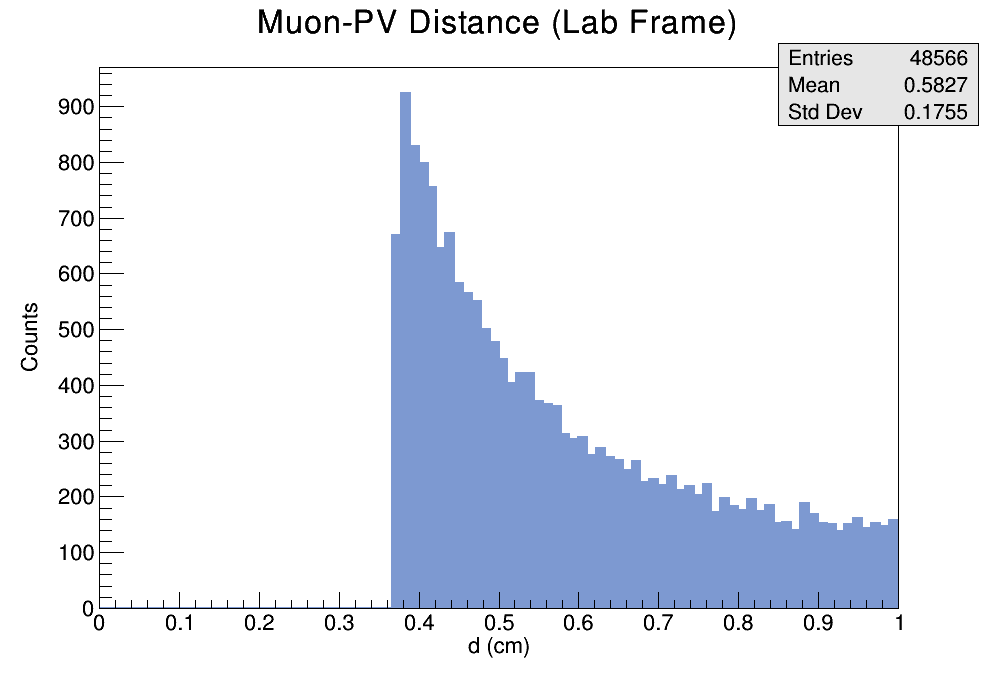 Muon-PV Distance (Lab Frame)
Entries 48566
Mean 0.5827
Std Dev 0.1755
900
800
700
600
500
400
300
200
100
0
Counts
0 0.1 0.2 0.3 0.4 0.5 0.6 0.7 0.8 0.9 1
d (cm)